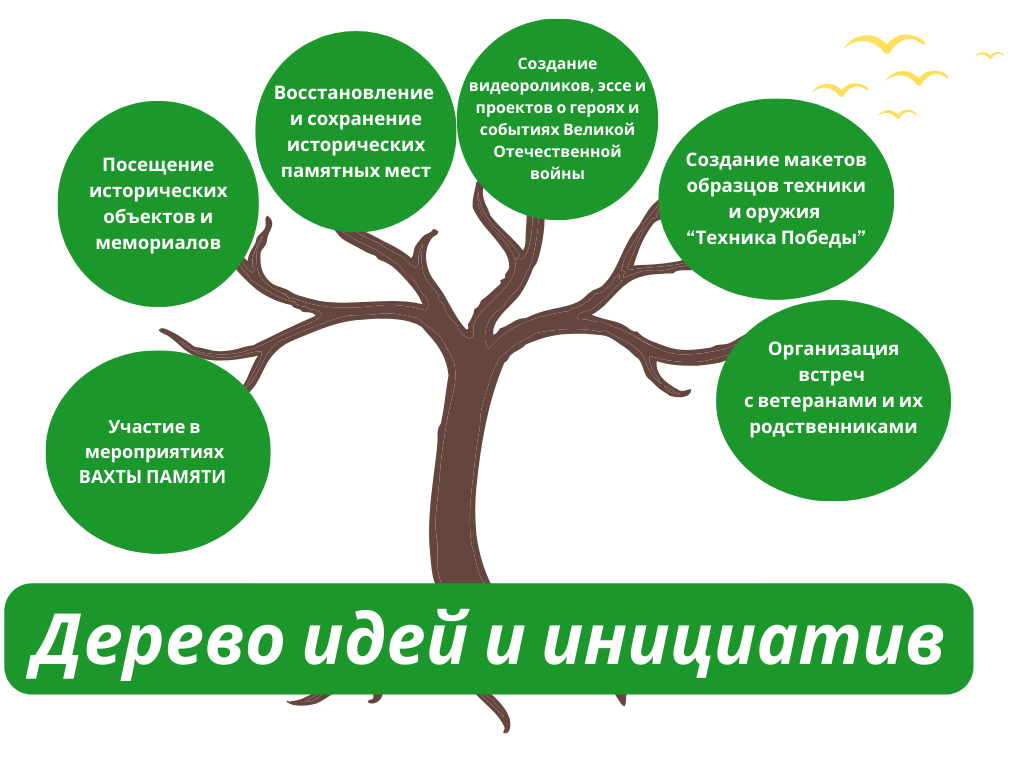 Создание
видеороликов, эссе и
проектов о героях и
событиях Великой
Отечественной
войны
Восстановление
и сохранение
исторических
памятных мест
Посещение
исторических
объектов и
мемориалов
Создание макетов
образцов техники
и оружия
“Техника Победы”
Организация
встреч
с ветеранами и их
родственниками
Участие в
мероприятиях
ВАХТЫ ПАМЯТИ
Дерево идей и инициатив